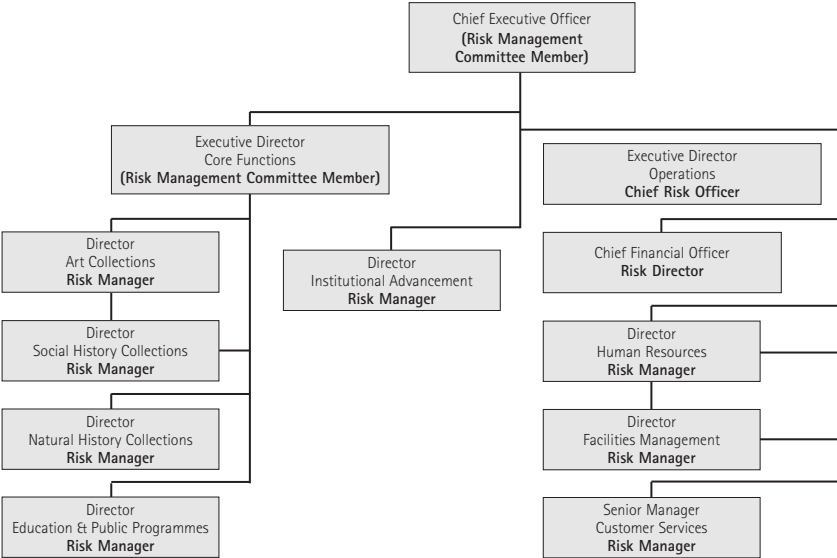 Chief Executive Officer
(Risk Management
Committee Member)
Executive Director
Core Functions
(Risk Management Committee Member)
Executive Director
Operations
Chief Risk Officer
Director
Art Collections
Risk Manager
Director
Institutional Advancement
Risk Manager
Chief Financial Officer
Risk Director
Director
Social History Collections
Risk Manager
Director
Human Resources
Risk Manager
Director
Natural History Collections
Risk Manager
Director
Facilities Management
Risk Manager
Director
Education & Public Programmes
Risk Manager
Senior Manager
Customer Services
Risk Manager